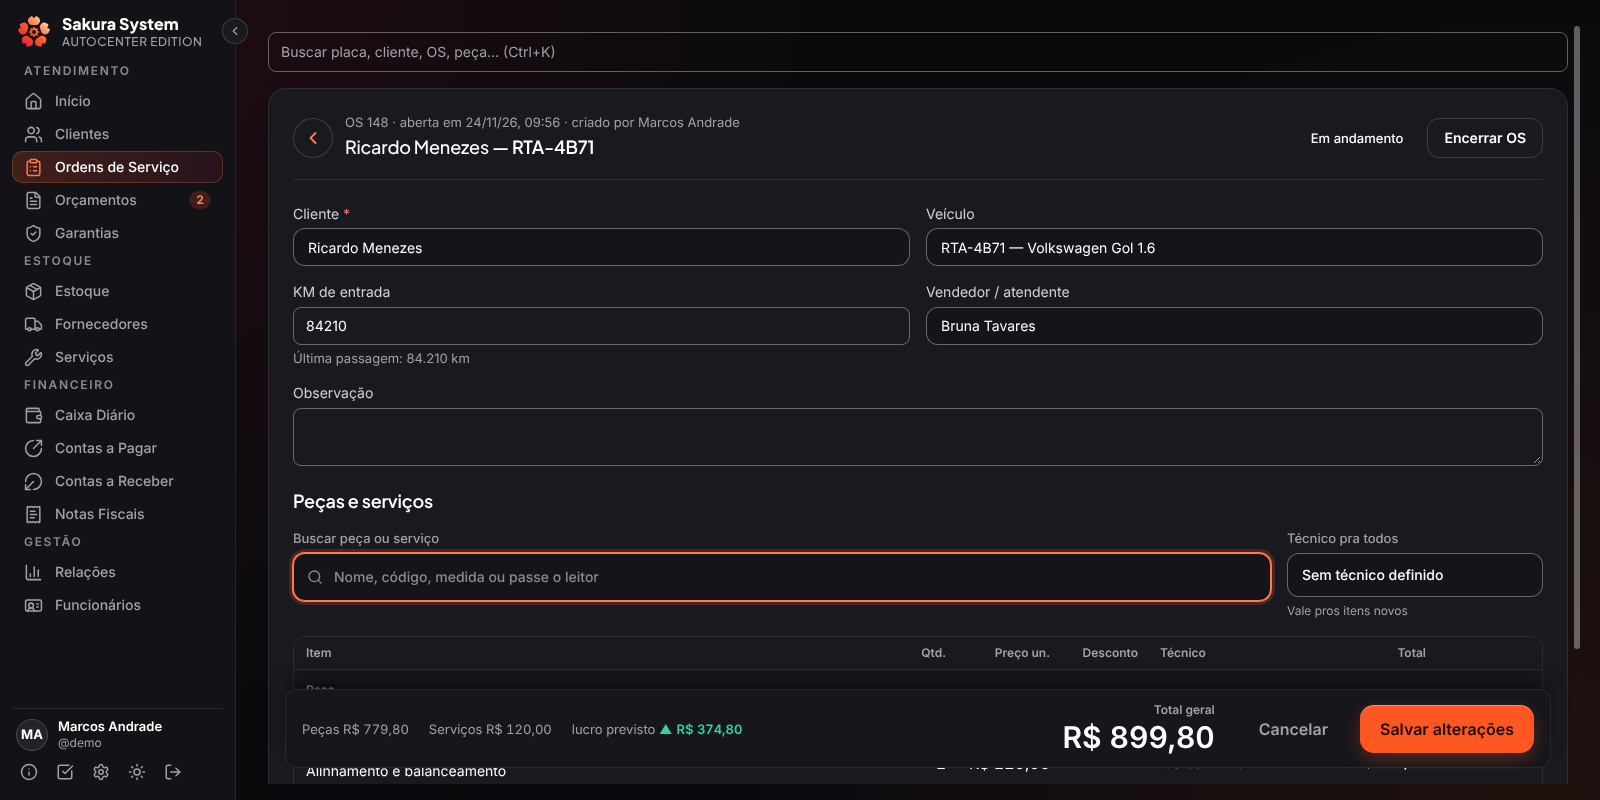 Sakura System
AUTOCENTER EDITION
ATENDIMENTO
Início
Clientes
Ordens de Serviço
Orçamentos 2
Garantias
ESTOQUE
Estoque
Fornecedores
Serviços
FINANCEIRO
Caixa Diário
Contas a Pagar
Contas a Receber
Notas Fiscais
GESTÃO
Relações
Funcionários
MA
Marcos Andrade
@demo
Buscar placa, cliente, OS, peça... (Ctrl+K)
OS 148 · aberta em 24/11/26, 09:56 · criado por Marcos Andrade
Ricardo Menezes — RTA-4B71
Em andamento
Encerrar OS
Cliente *
Ricardo Menezes
Veículo
RTA-4B71 — Volkswagen Gol 1.6
KM de entrada
84210
Última passagem: 84.210 km
Vendedor / atendente
Bruna Tavares
Observação
Peças e serviços
Buscar peça ou serviço
Nome, código, medida ou passe o leitor
Técnico pra todos
Sem técnico definido
Vale pros itens novos
Item Qtd. Preço un. Desconto Técnico Total
Peças R$ 779,80 Serviços R$ 120,00 lucro previsto ▲ R$ 374,80
Total geral
R$ 899,80
Cancelar
Salvar alterações
Alinhamento e balanceamento